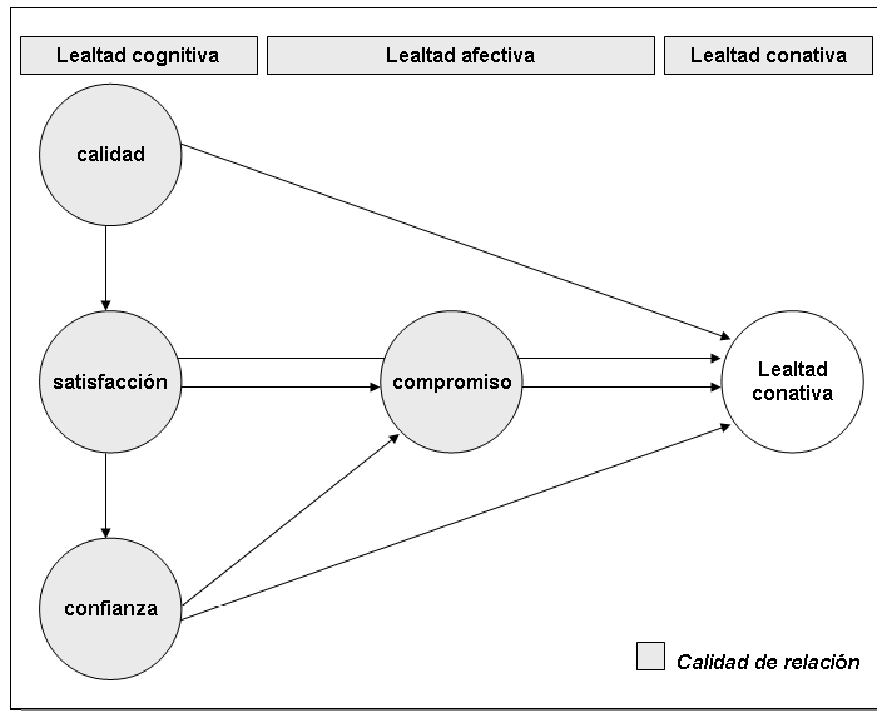 Lealtad cognitiva
Lealtad afectiva
Lealtad conativa
calidad
satisfacción
compromiso
Lealtad
conativa
confianza
Calidad de relación